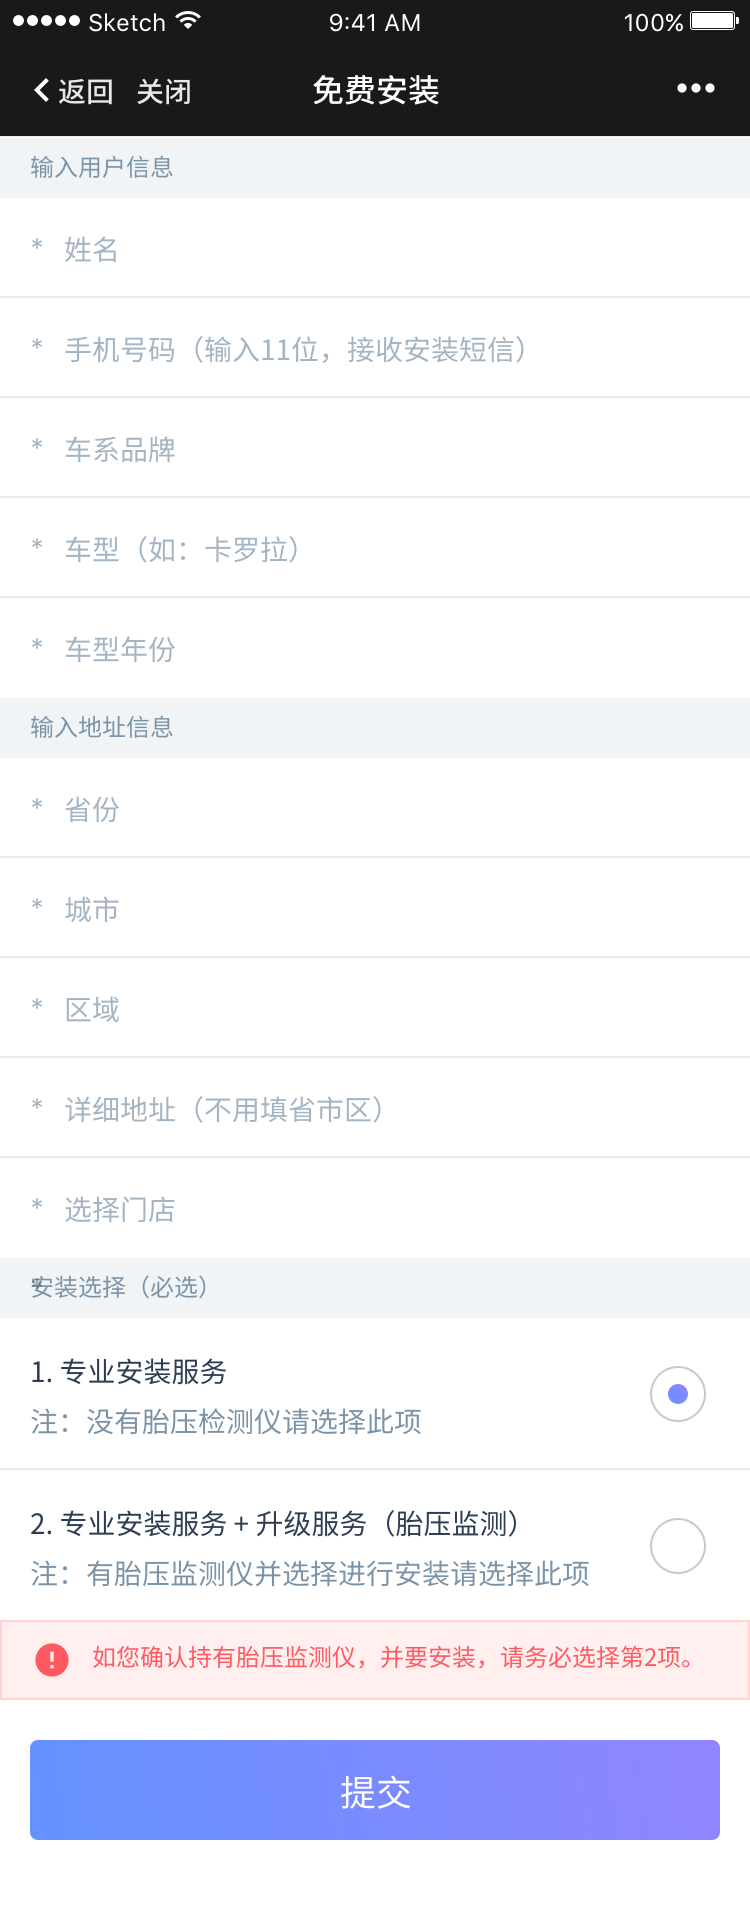 Sketch 9:41 AM 100%
返回 关闭 免费安装
输入用户信息
* 姓名
* 手机号码（输入11位，接收安装短信）
* 车系品牌
* 车型（如：卡罗拉）
* 车型年份
输入地址信息
* 省份
* 城市
* 区域
* 详细地址（不用填省市区）
* 选择门店
*安装选择（必选）
1. 专业安装服务
注：没有胎压检测仪请选择此项
2. 专业安装服务 + 升级服务（胎压监测）
注：有胎压监测仪并选择进行安装请选择此项
如您确认持有胎压监测仪，并要安装，请务必选择第2项。
提交